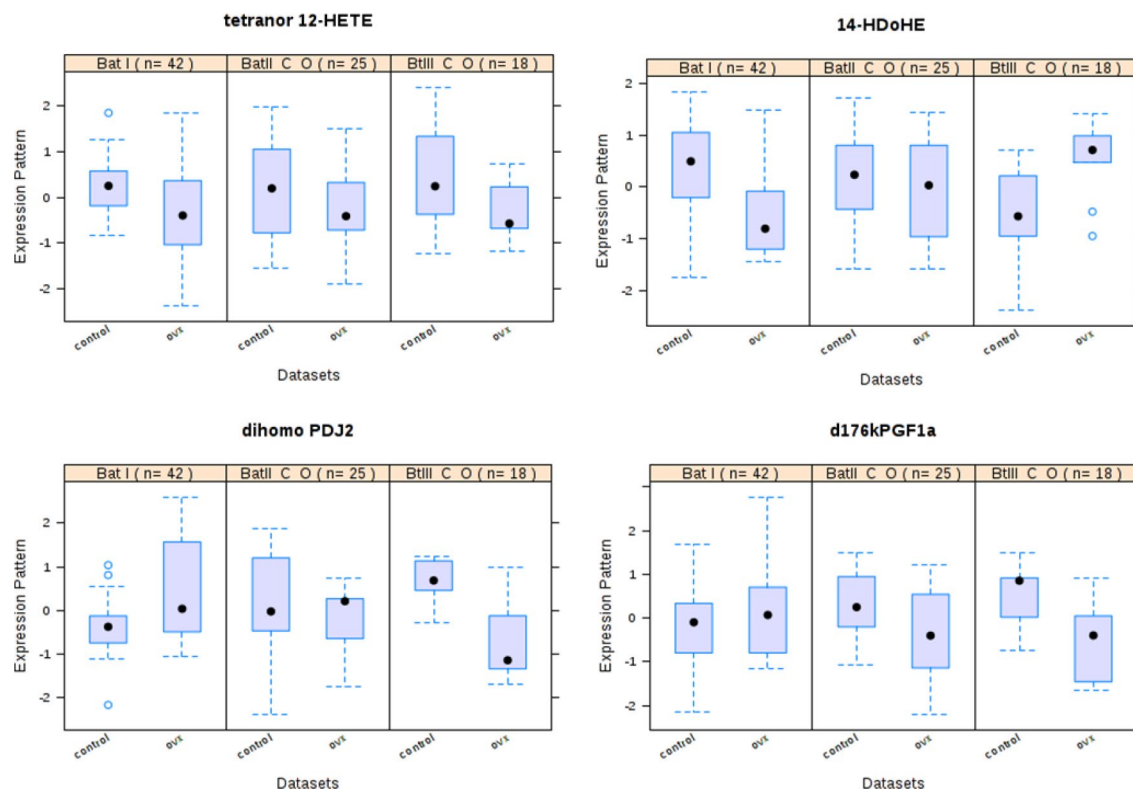 tetranor 12-HETE
Bat I ( n= 42 ) BatII C O ( n= 25 ) BtIII C O ( n= 18 )
Expression Pattern
2
1
0
-1
-2
control ovx control ovx control ovx
Datasets
14-HDoHE
Bat I ( n= 42 ) BatII C O ( n= 25 ) BtIII C O ( n= 18 )
Expression Pattern
2
1
0
-1
-2
control ovx control ovx control ovx
Datasets
dihomo PDJ2
Bat I ( n= 42 ) BatII C O ( n= 25 ) BtIII C O ( n= 18 )
Expression Pattern
2
1
0
-1
-2
control ovx control ovx control ovx
Datasets
d176kPGF1a
Bat I ( n= 42 ) BatII C O ( n= 25 ) BtIII C O ( n= 18 )
Expression Pattern
2
1
0
-1
-2
control ovx control ovx control ovx
Datasets